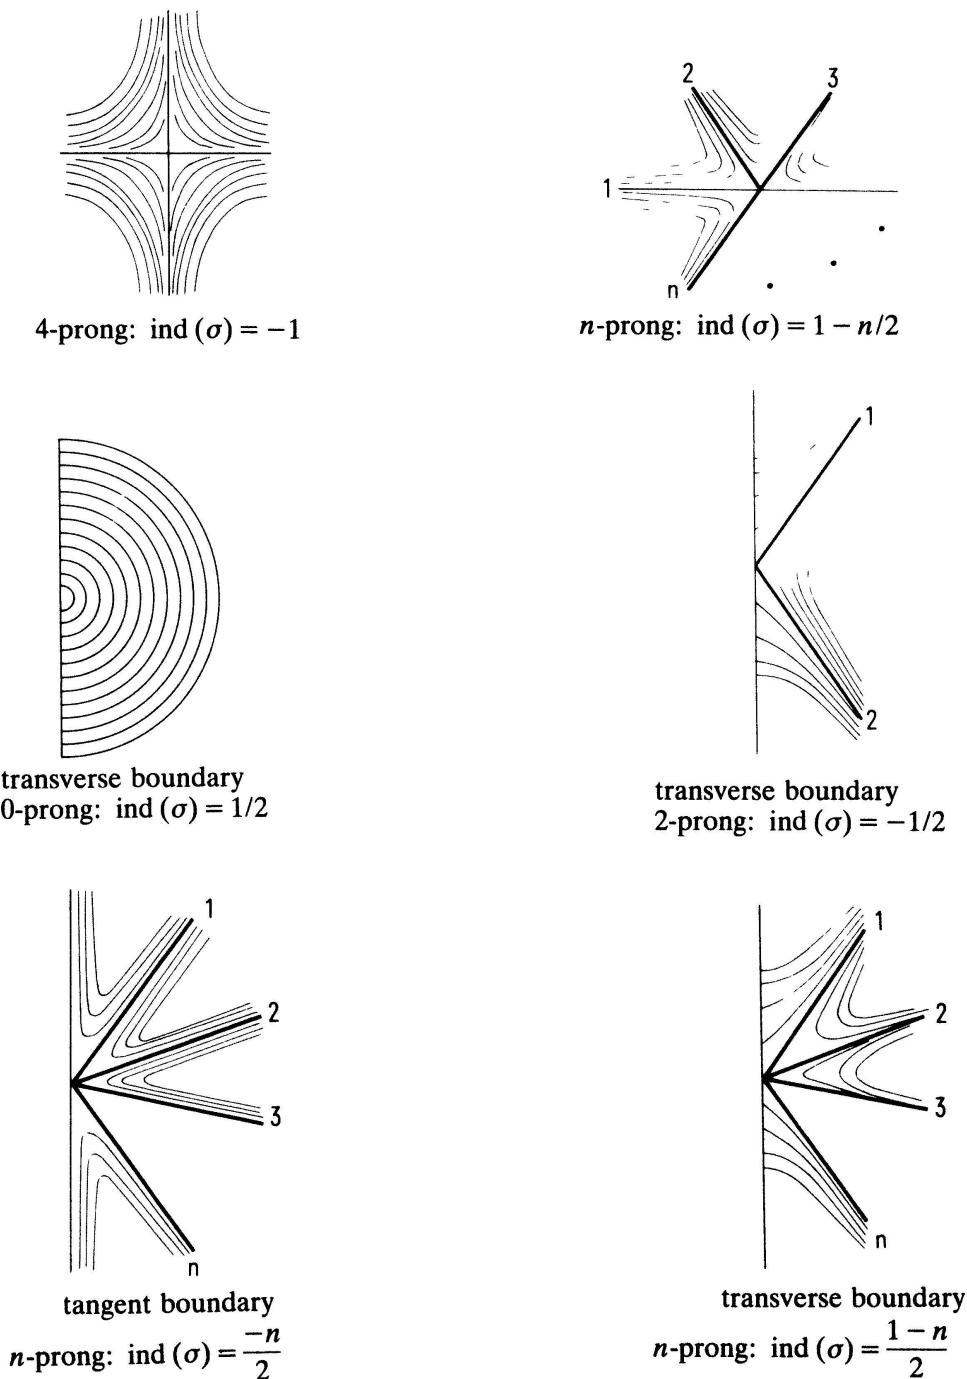 2
3
1
n
4-prong: ind (σ) = −1
n-prong: ind (σ) = 1 − n/2
1
2
transverse boundary
0-prong: ind (σ) = 1/2
transverse boundary
2-prong: ind (σ) = −1/2
1
2
3
n
1
2
3
n
tangent boundary
n-prong: ind (σ) = −n/2
transverse boundary
n-prong: ind (σ) = (1 − n)/2